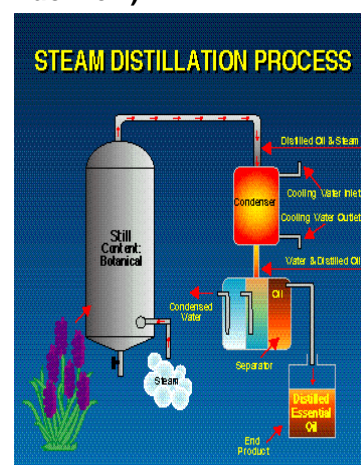 STEAM DISTILLATION PROCESS
Distilled Oil & Steam
Condenser
Cooling Water Inlet
Cooling Water Outlet
Still
Content:
Botanical
Water & Distilled Oil
Oil
Condensed
Water
Steam
Separator
Distilled
Essential
Oil
End
Product